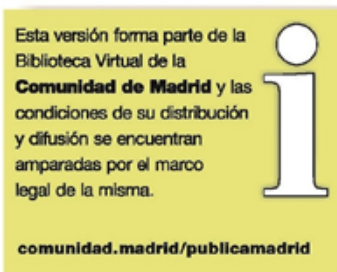 Esta versión forma parte de la
Biblioteca Virtual de la
Comunidad de Madrid y las
condiciones de su distribución
y difusión se encuentran
amparadas por el marco
legal de la misma.
i
comunidad.madrid/publicamadrid